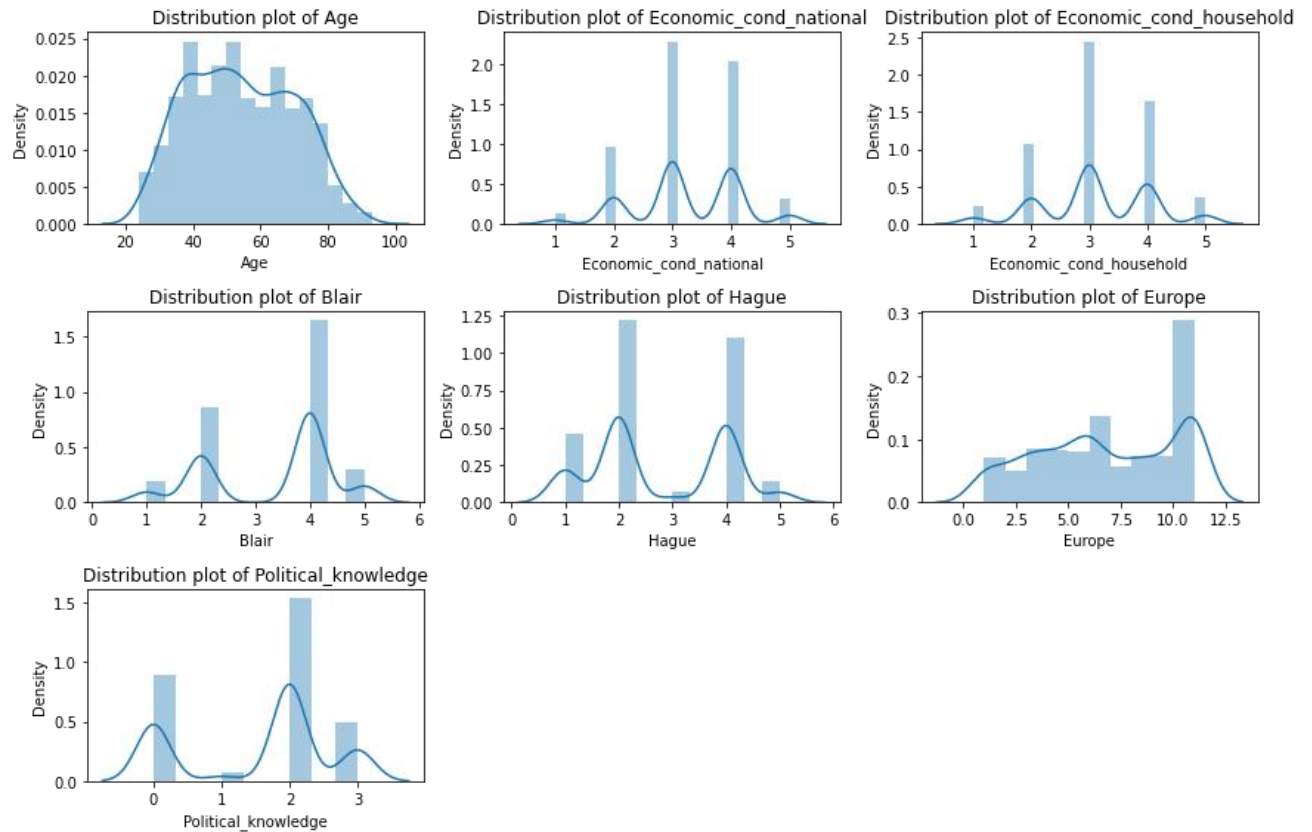 Distribution plot of Age
0.025
0.020
0.015
0.010
0.005
0.000
Density
20 40 60 80 100
Age
Distribution plot of Economic_cond_national
2.0
1.5
1.0
0.5
0.0
Density
1 2 3 4 5
Economic_cond_national
Distribution plot of Economic_cond_household
2.5
2.0
1.5
1.0
0.5
0.0
Density
1 2 3 4 5
Economic_cond_household
Distribution plot of Blair
1.5
1.0
0.5
0.0
Density
0 1 2 3 4 5 6
Blair
Distribution plot of Hague
1.25
1.00
0.75
0.50
0.25
0.00
Density
0 1 2 3 4 5 6
Hague
Distribution plot of Europe
0.3
0.2
0.1
0.0
Density
0.0 2.5 5.0 7.5 10.0 12.5
Europe
Distribution plot of Political_knowledge
1.5
1.0
0.5
0.0
Density
0 1 2 3
Political_knowledge